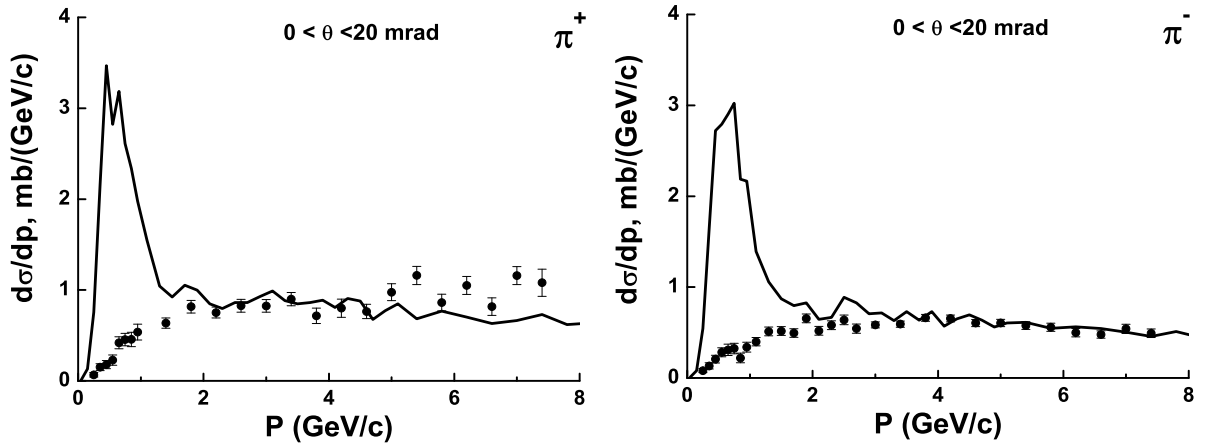 0 < θ <20 mrad
π+
dσ/dp, mb/(GeV/c)
4
3
2
1
0
0 2 4 6 8
P (GeV/c)
0 < θ <20 mrad
π-
dσ/dp, mb/(GeV/c)
4
3
2
1
0
0 2 4 6 8
P (GeV/c)